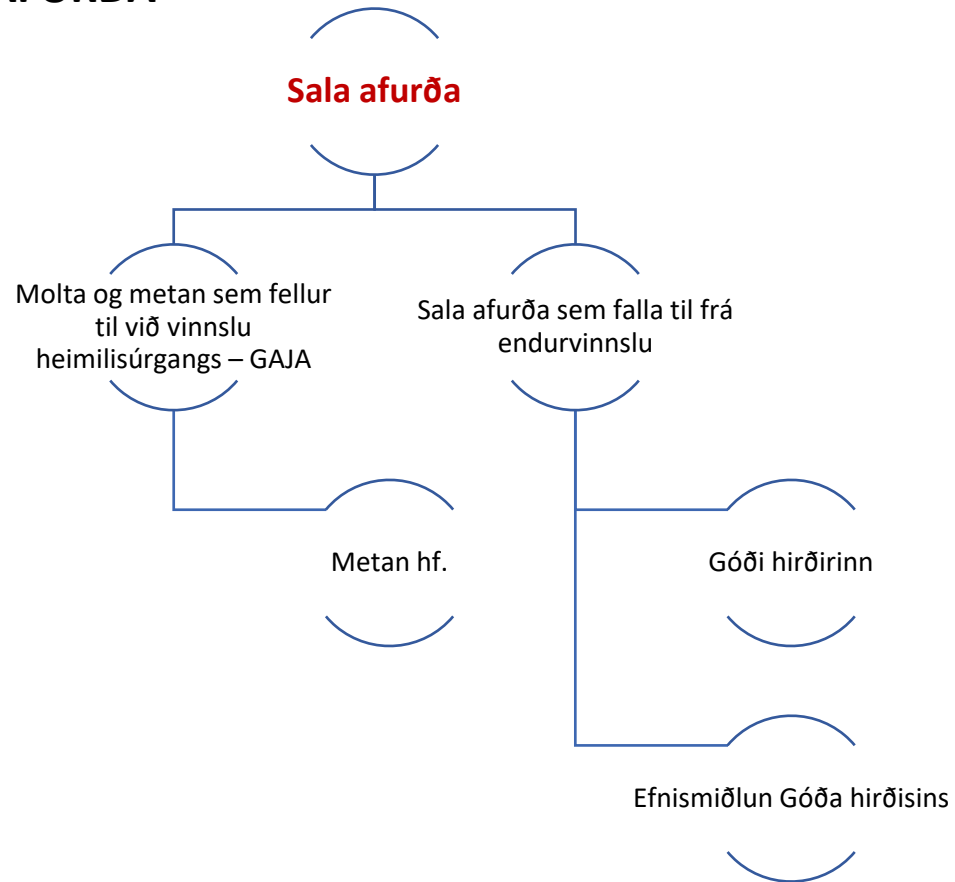 Sala afurða
Molta og metan sem fellur
til við vinnslu
heimilisúrgangs – GAJA
Sala afurða sem falla til frá
endurvinnslu
Metan hf.
Góði hirðirinn
Efnismiðlun Góða hirðisins